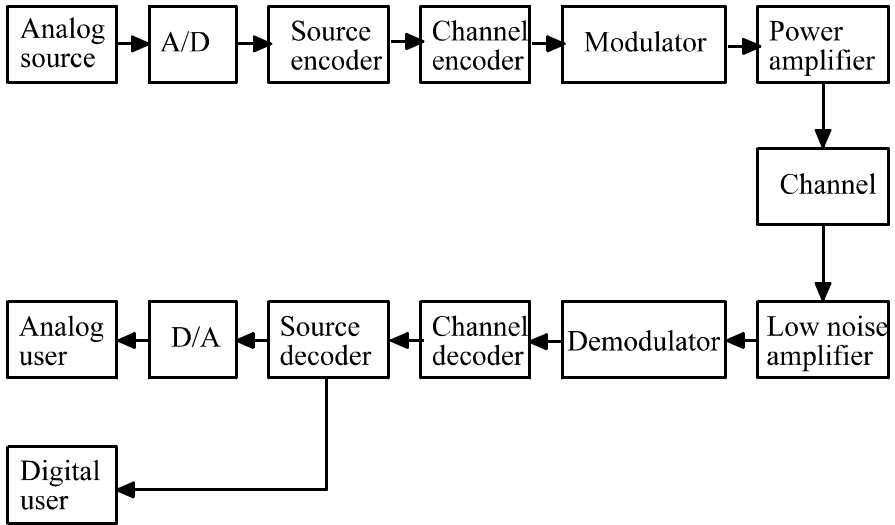 Analog
source
A/D
Source
encoder
Channel
encoder
Modulator
Power
amplifier
Channel
Analog
user
D/A
Source
decoder
Channel
decoder
Demodulator
Low noise
amplifier
Digital
user